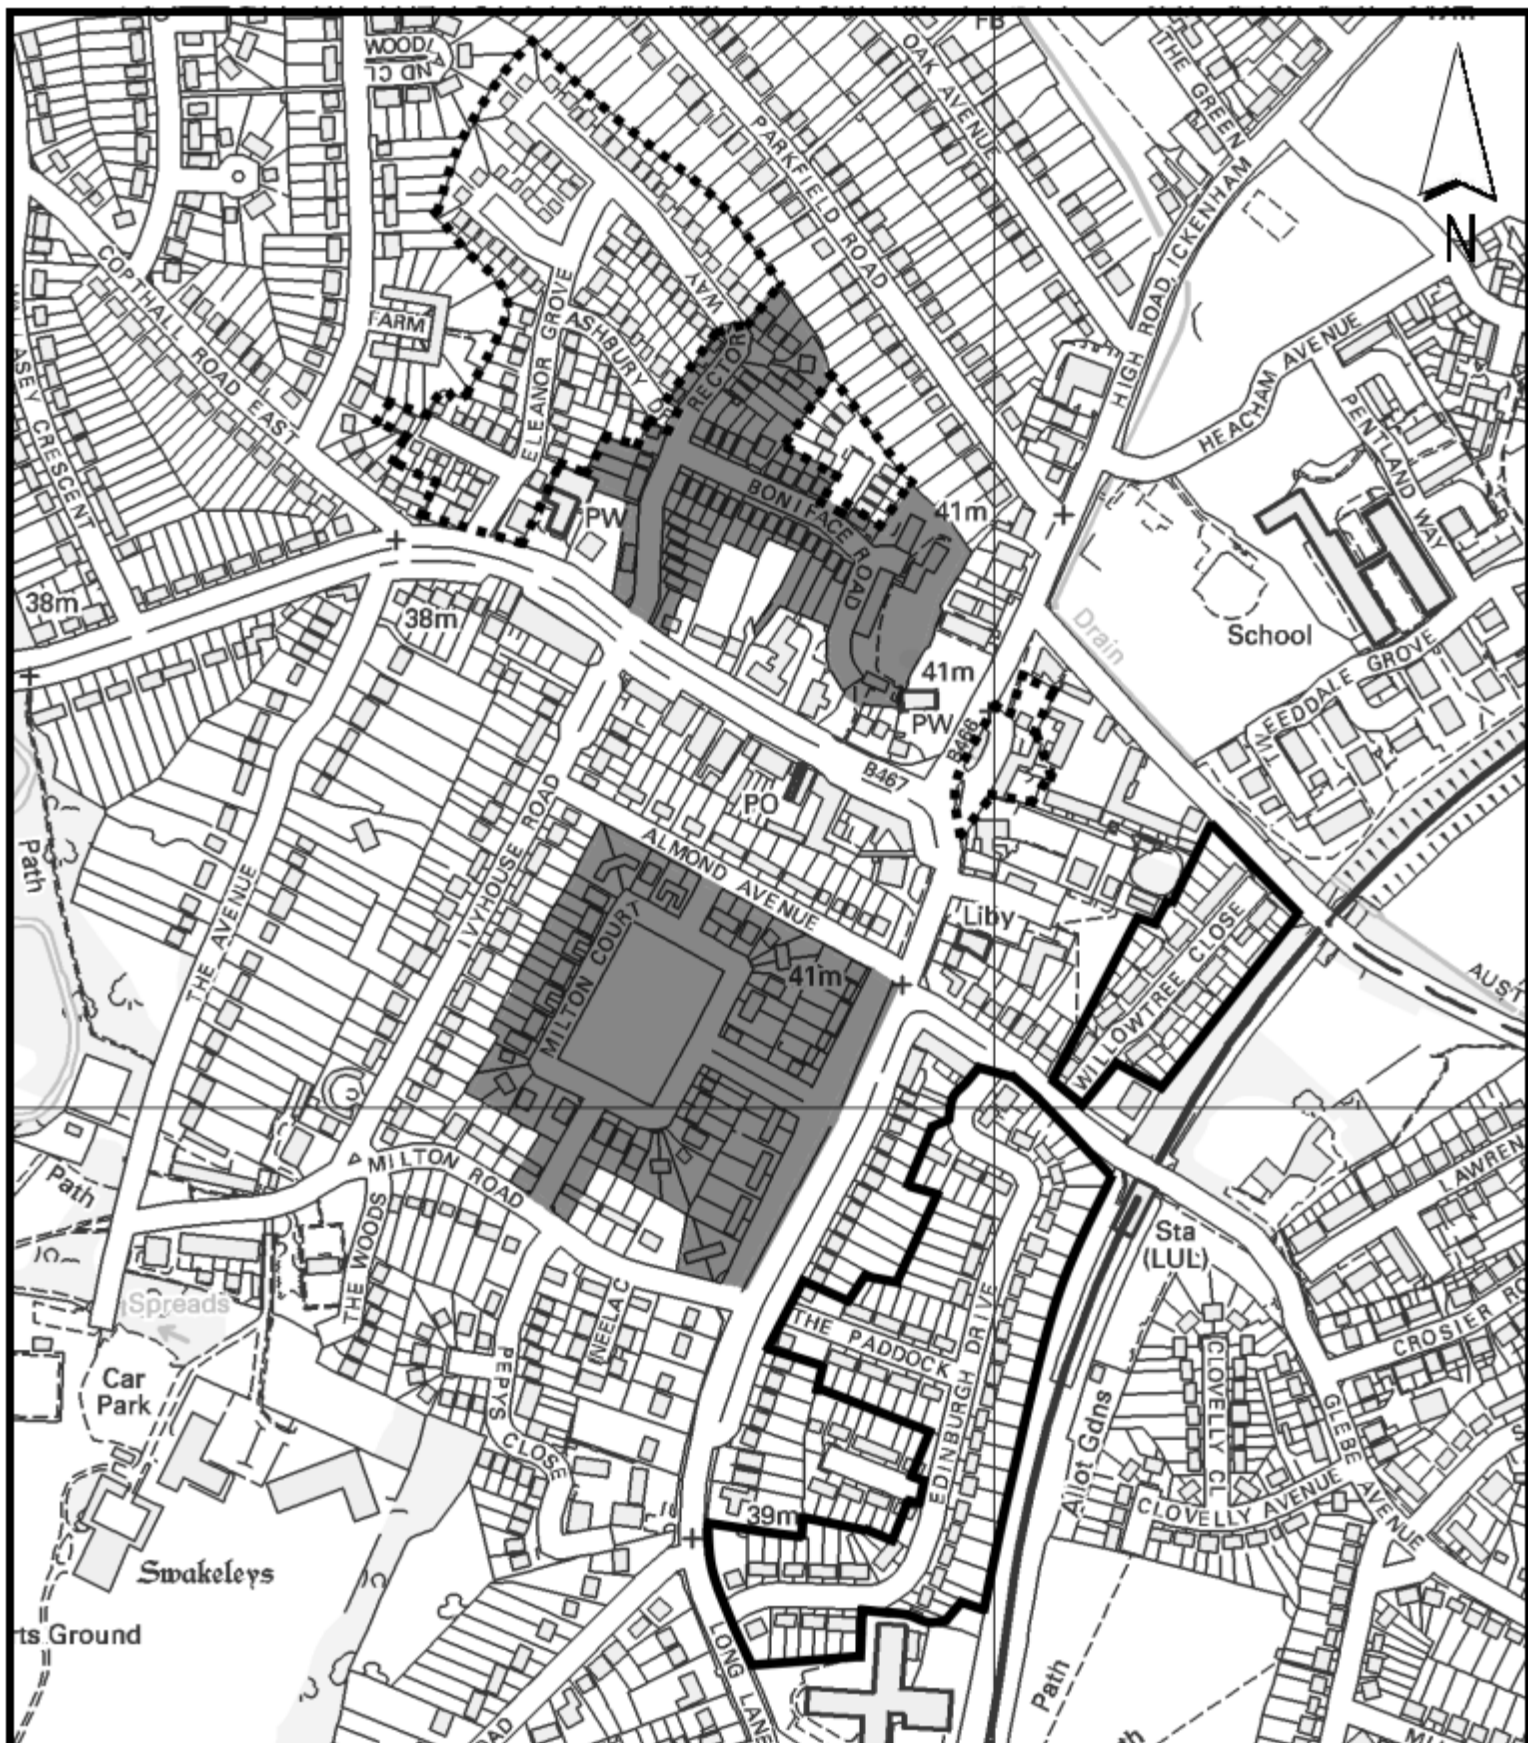 WOOD
ND CL
OAK AVENUE
FB
THE GREEN
PARKFIELD ROAD
HIGH ROAD, ICKENHAM
N
COPTHALL ROAD EAST
FARM
ELEANOR GROVE
ASHBURY
WAY
RECTOR
HEACHAM AVENUE
PENTLAND WAY
ASEY CRESCENT
PW
BONIFACE ROAD
41m
38m
38m
Drain
School
TWEEDDALE GROVE
41m
PW
B466
B467
PO
Path
THE AVENUE
IVYHOUSE ROAD
ALMOND AVENUE
MILTON COURT
41m
Liby
WILLOWTREE CLOSE
AUST
Path
MILTON ROAD
THE WOODS
Sta
(LUL)
LAWREN
Spreads
THE PADDOCK
EDINBURGH DRIVE
CROSIER RO
Car
Park
PEPYS CLOSE
Allot Gdns
CLOVELLY CL
GLEBE AVENUE
CLOVELLY AVENUE
39m
Swakeleys
ts Ground
LONG LANE
Path
OAD